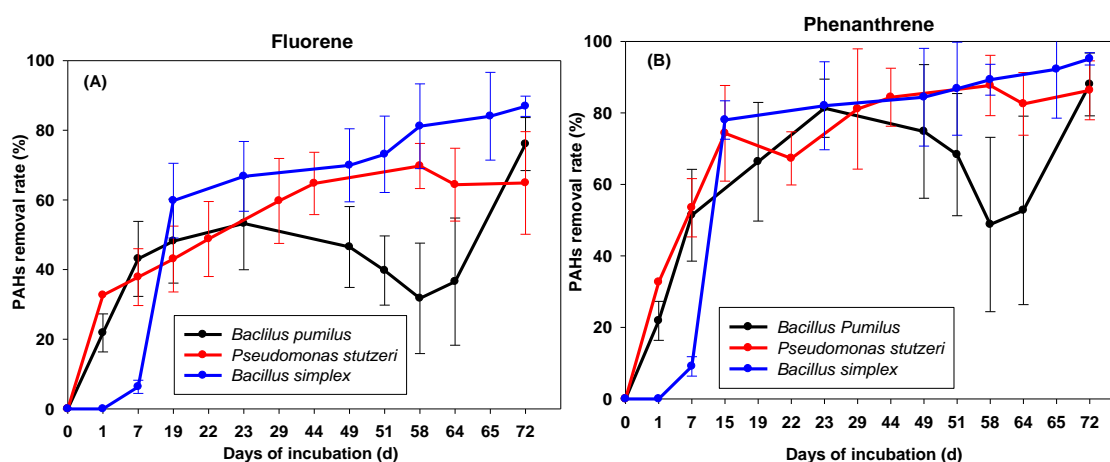 Fluorene
(A)
PAHs removal rate (%)
100
80
60
40
20
0
0 1 7 19 22 23 29 44 49 51 58 64 65 72
Days of incubation (d)
Baclilus pumilus
Pseudomonas stutzeri
Bacillus simplex
Phenanthrene
(B)
PAHs removal rate (%)
100
80
60
40
20
0
0 1 7 15 19 22 23 29 44 49 51 58 64 65 72
Days of incubation (d)
Bacillus Pumilus
Pseudomonas stutzeri
Bacillus simplex